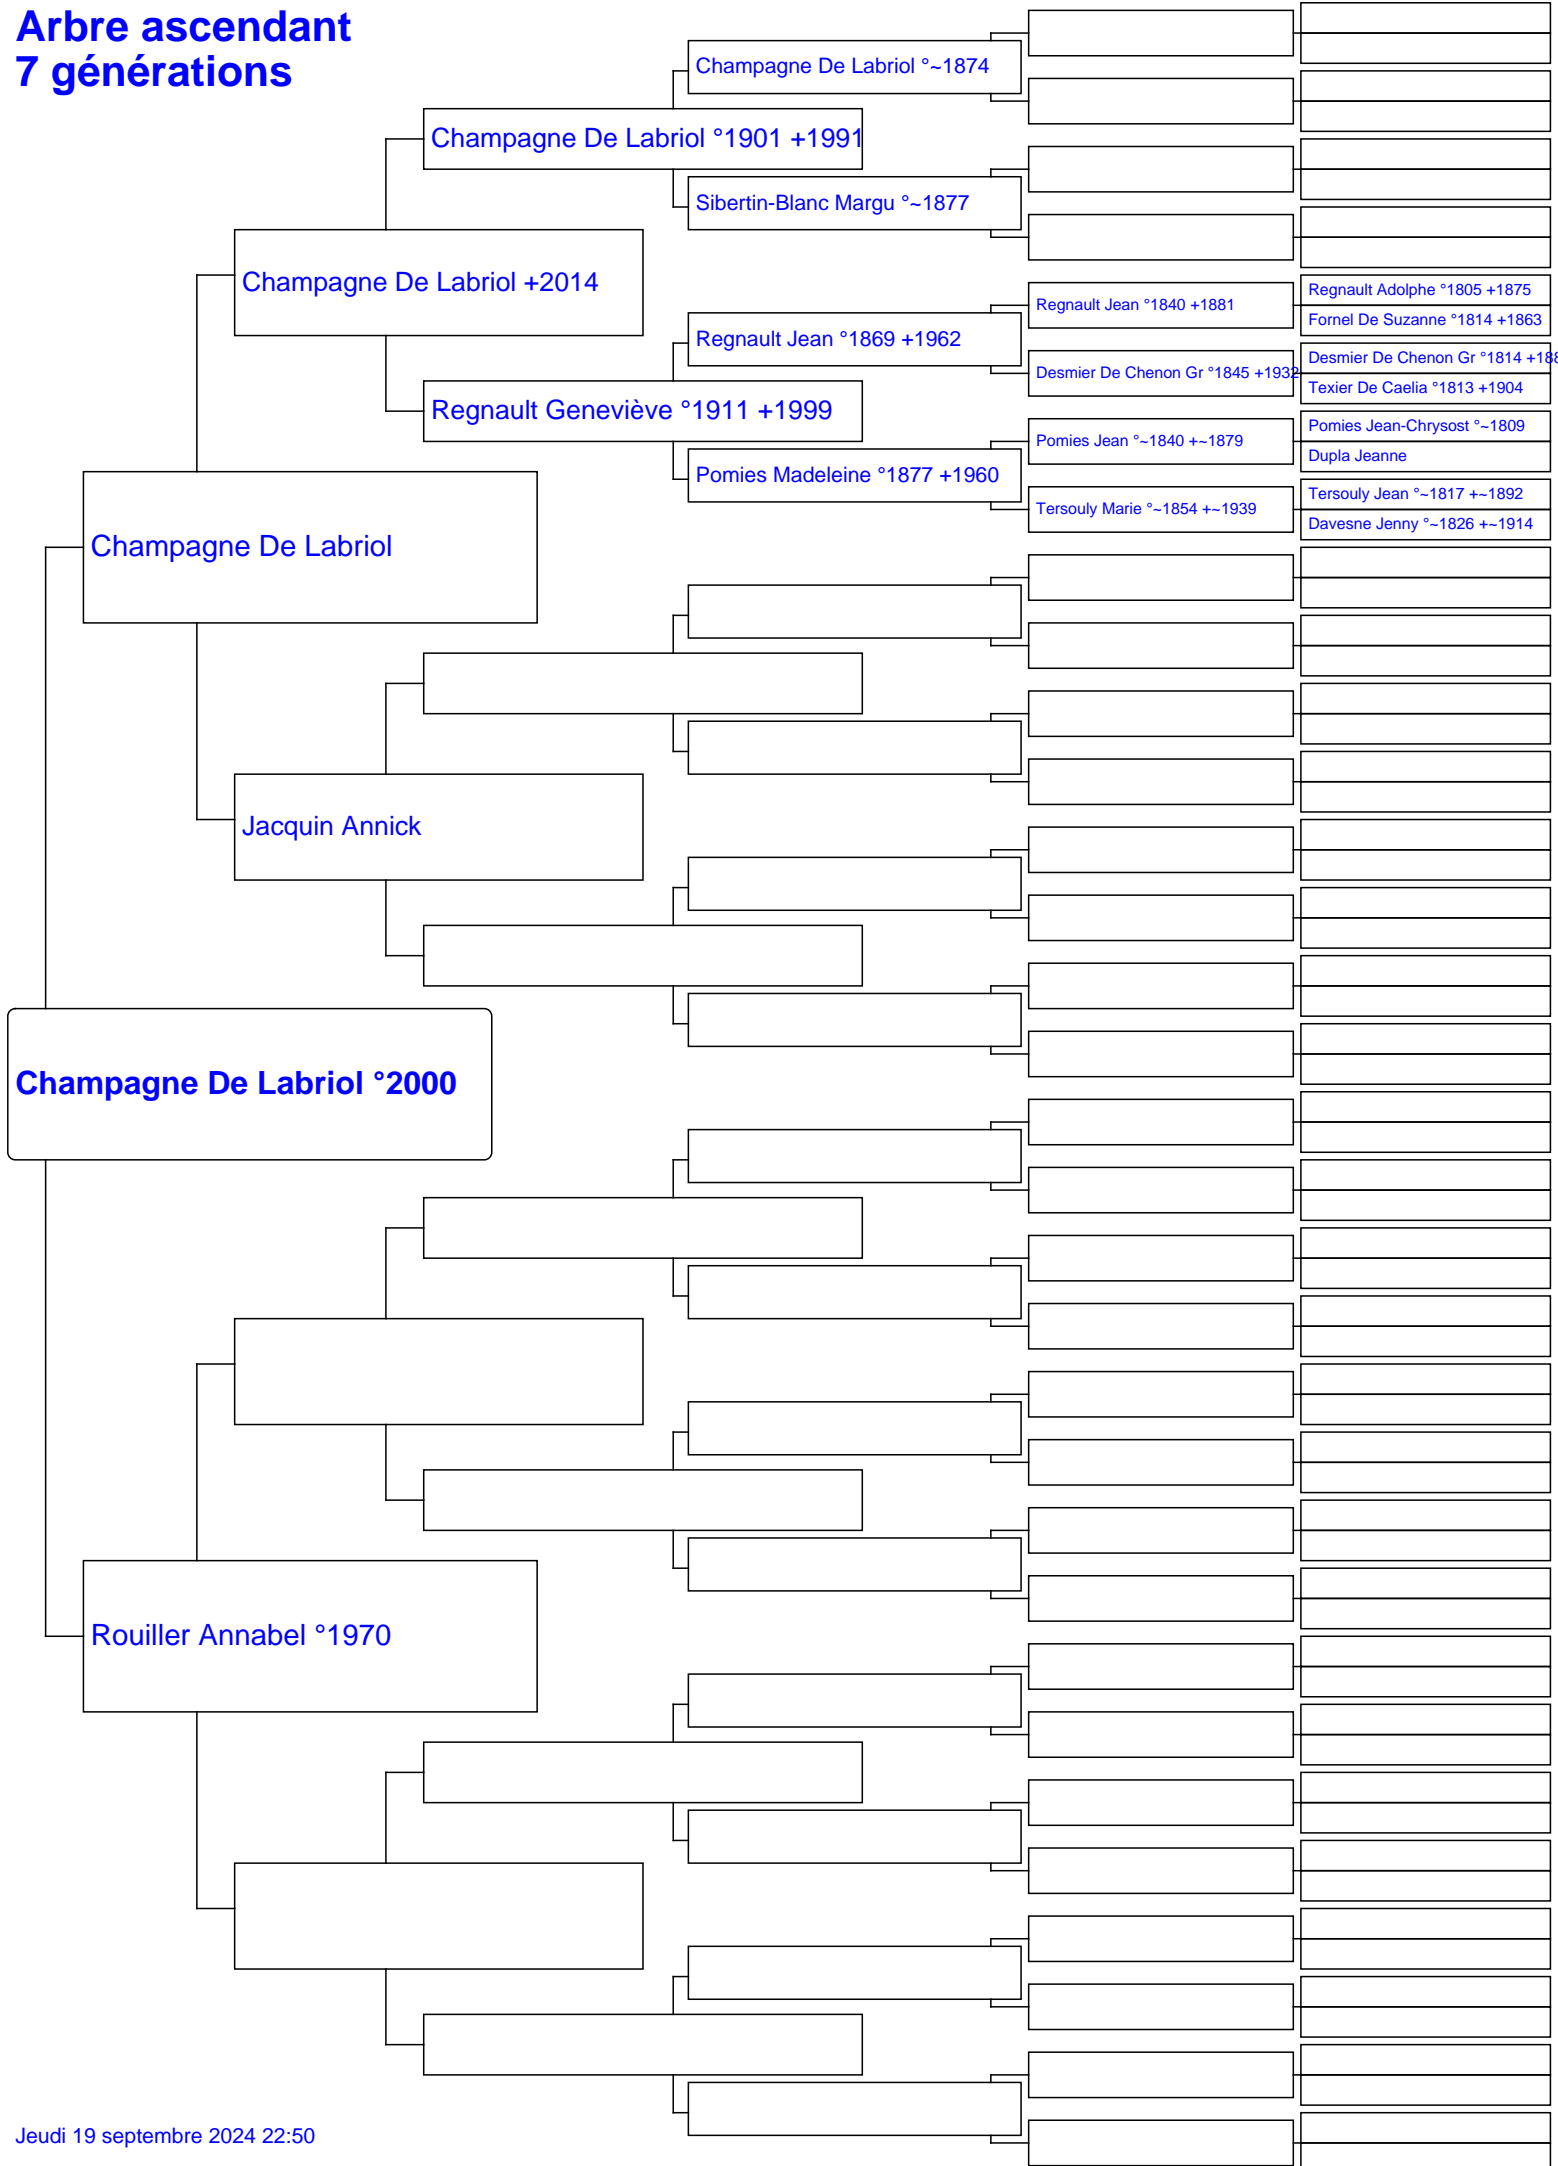 Arbre ascendant
7 générations
Champagne De Labriol °~1874
Champagne De Labriol °1901 +1991
Sibertin-Blanc Margu °~1877
Champagne De Labriol +2014
Regnault Adolphe °1805 +1875
Regnault Jean °1840 +1881
Fornel De Suzanne °1814 +1863
Regnault Jean °1869 +1962
Desmier De Chenon Gr °1814 +188
Desmier De Chenon Gr °1845 +1932
Texier De Caelia °1813 +1904
Regnault Geneviève °1911 +1999
Pomies Jean-Chrysost °~1809
Pomies Jean °~1840 +~1879
Dupla Jeanne
Pomies Madeleine °1877 +1960
Tersouly Jean °~1817 +~1892
Tersouly Marie °~1854 +~1939
Davesne Jenny °~1826 +~1914
Champagne De Labriol
Jacquin Annick
Champagne De Labriol °2000
Rouiller Annabel °1970
Jeudi 19 septembre 2024 22:50